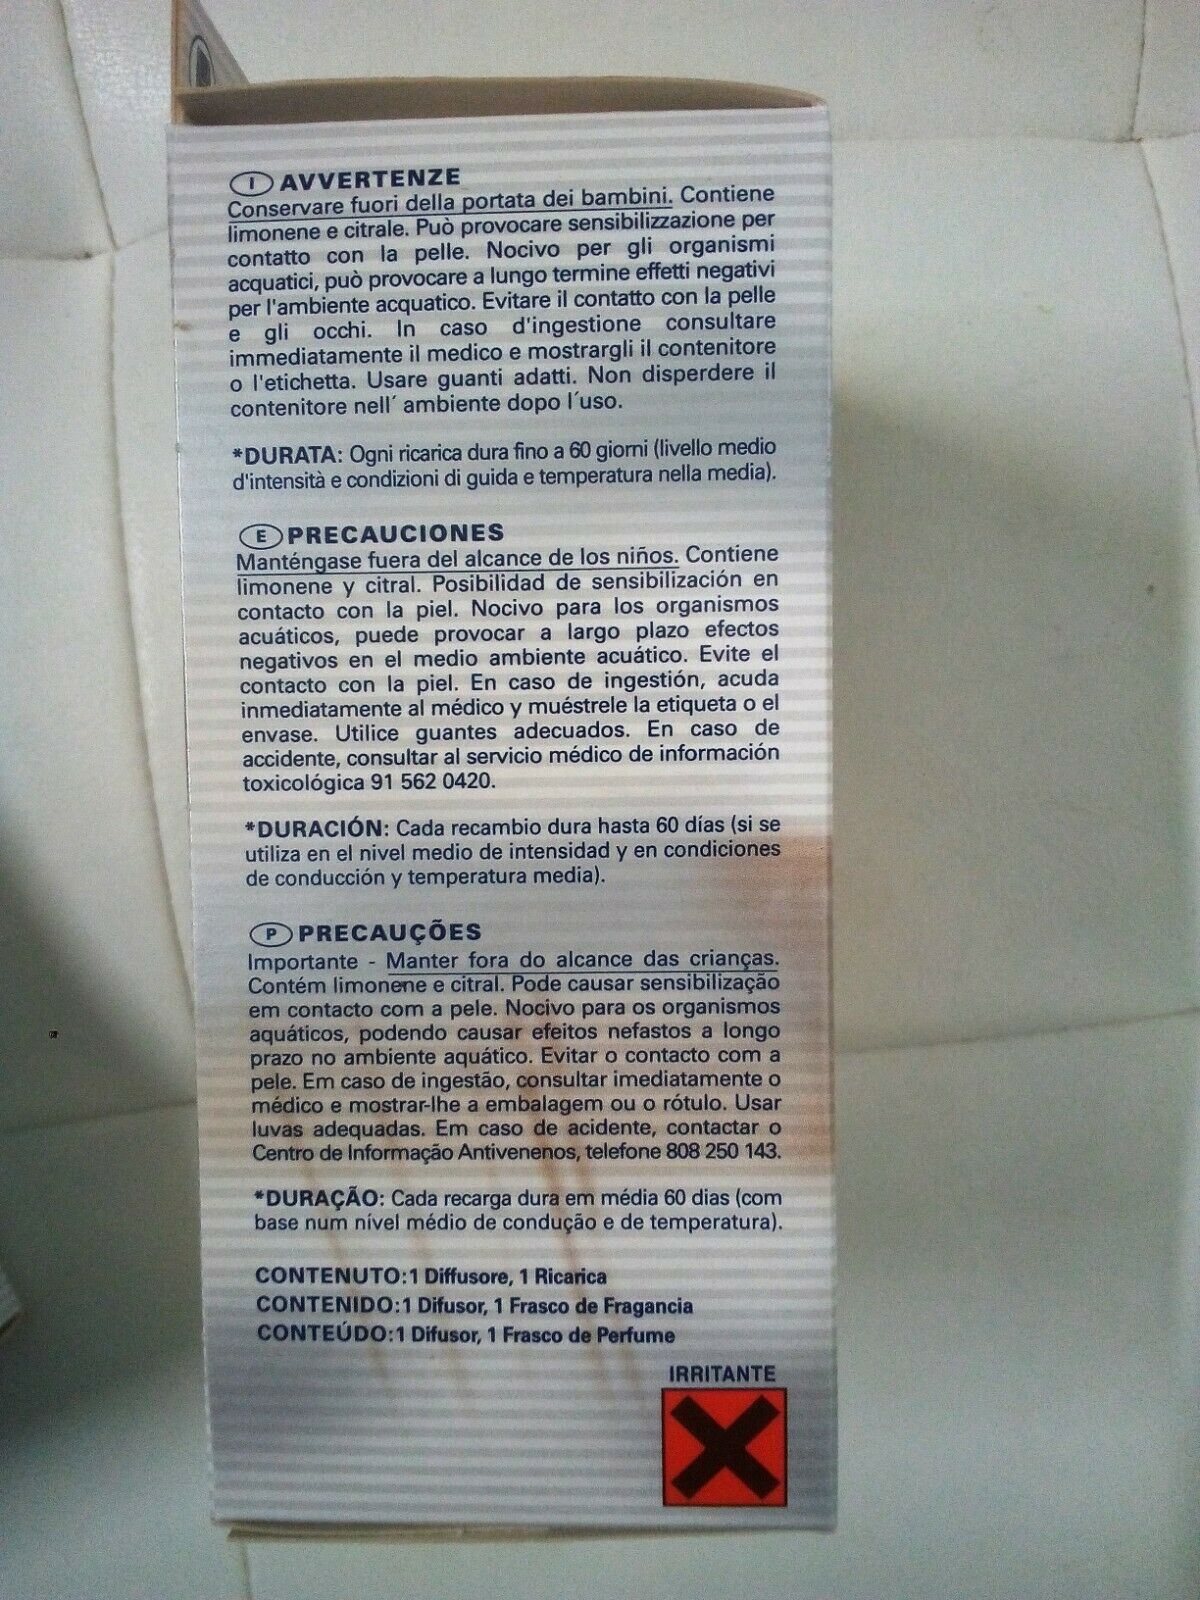 I AVVERTENZE
Conservare fuori della portata dei bambini. Contiene
limonene e citrale. Può provocare sensibilizzazione per
contatto con la pelle. Nocivo per gli organismi
acquatici, può provocare a lungo termine effetti negativi
per l'ambiente acquatico. Evitare il contatto con la pelle
e gli occhi. In caso d'ingestione consultare
immediatamente il medico e mostrargli il contenitore
o l'etichetta. Usare guanti adatti. Non disperdere il
contenitore nell´ ambiente dopo l´uso.
*DURATA: Ogni ricarica dura fino a 60 giorni (livello medio
d'intensità e condizioni di guida e temperatura nella media).
E PRECAUCIONES
Manténgase fuera del alcance de los niños. Contiene
limonene y citral. Posibilidad de sensibilización en
contacto con la piel. Nocivo para los organismos
acuáticos, puede provocar a largo plazo efectos
negativos en el medio ambiente acuático. Evite el
contacto con la piel. En caso de ingestión, acuda
inmediatamente al médico y muéstrele la etiqueta o el
envase. Utilice guantes adecuados. En caso de
accidente, consultar al servicio médico de información
toxicológica 91 562 0420.
*DURACIÓN: Cada recambio dura hasta 60 días (si se
utiliza en el nivel medio de intensidad y en condiciones
de conducción y temperatura media).
P PRECAUÇÕES
Importante - Manter fora do alcance das crianças.
Contém limonene e citral. Pode causar sensibilização
em contacto com a pele. Nocivo para os organismos
aquáticos, podendo causar efeitos nefastos a longo
prazo no ambiente aquático. Evitar o contacto com a
pele. Em caso de ingestão, consultar imediatamente o
médico e mostrar-lhe a embalagem ou o rótulo. Usar
luvas adequadas. Em caso de acidente, contactar o
Centro de Informação Antivenenos, telefone 808 250 143.
*DURAÇÃO: Cada recarga dura em média 60 dias (com
base num nível médio de condução e de temperatura).
CONTENUTO:1 Diffusore, 1 Ricarica
CONTENIDO:1 Difusor, 1 Frasco de Fragancia
CONTEÚDO:1 Difusor, 1 Frasco de Perfume
IRRITANTE